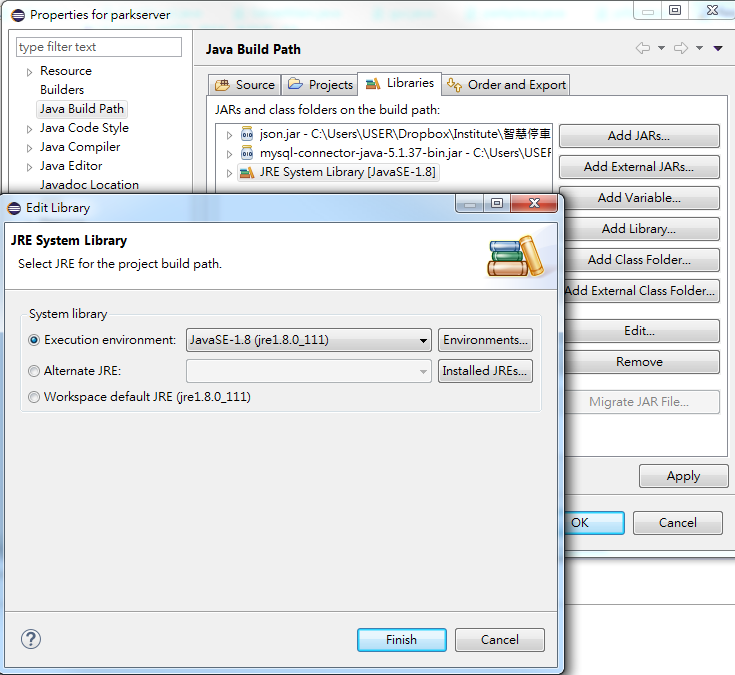 Properties for parkserver
type filter text
Resource
Builders
Java Build Path
Java Code Style
Java Compiler
Java Editor
Javadoc Location
Java Build Path
Source
Projects
Libraries
Order and Export
JARs and class folders on the build path:
json.jar - C:\Users\USER\Dropbox\Institute\智慧停車
mysql-connector-java-5.1.37-bin.jar - C:\Users\USER
JRE System Library [JavaSE-1.8]
Add JARs...
Add External JARs...
Add Variable...
Add Library...
Add Class Folder...
Add External Class Folder...
Edit...
Remove
Migrate JAR File...
Apply
OK
Cancel
Edit Library
JRE System Library
Select JRE for the project build path.
System library
Execution environment:
JavaSE-1.8 (jre1.8.0_111)
Environments...
Alternate JRE:
Installed JREs...
Workspace default JRE (jre1.8.0_111)
?
Finish
Cancel